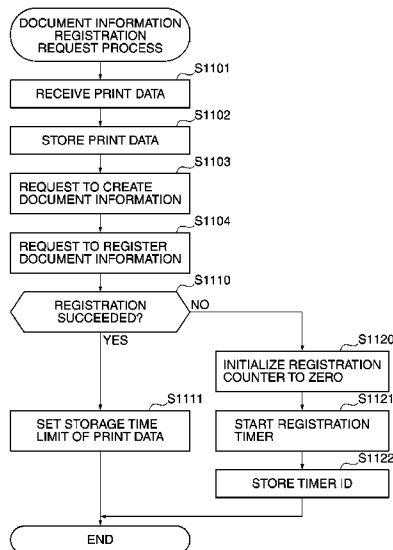 DOCUMENT INFORMATION
REGISTRATION
REQUEST PROCESS
S1101
RECEIVE PRINT DATA
S1102
STORE PRINT DATA
S1103
REQUEST TO CREATE
DOCUMENT INFORMATION
S1104
REQUEST TO REGISTER
DOCUMENT INFORMATION
S1110
REGISTRATION
SUCCEEDED?
NO
YES
S1120
INITIALIZE REGISTRATION
COUNTER TO ZERO
S1111
SET STORAGE TIME
LIMIT OF PRINT DATA
S1121
START REGISTRATION
TIMER
S1122
STORE TIMER ID
END